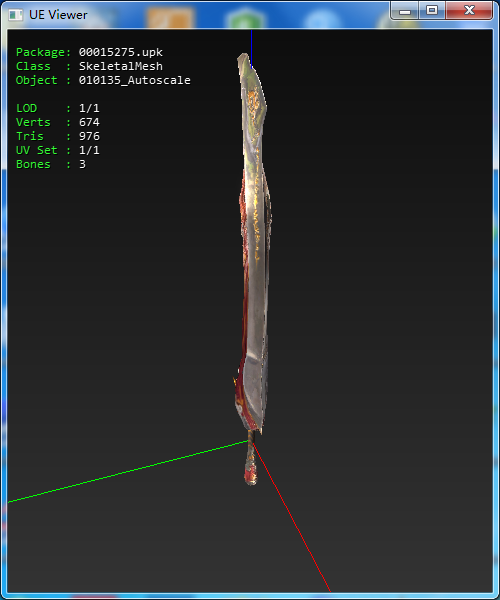 UE Viewer
Package: 00015275.upk
Class : SkeletalMesh
Object : 010135_Autoscale
LOD : 1/1
Verts : 674
Tris : 976
UV Set : 1/1
Bones : 3